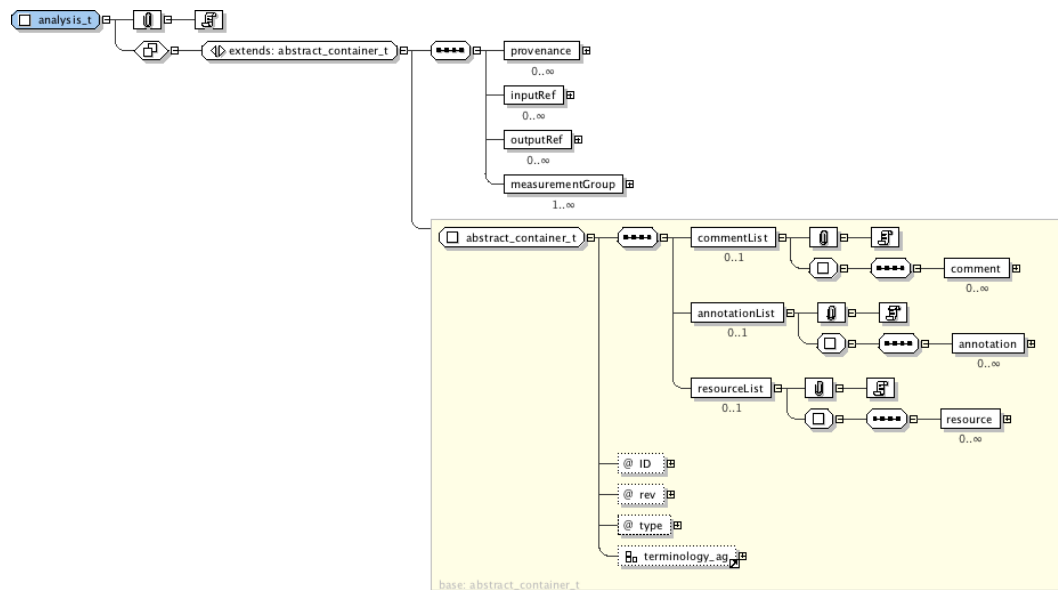 analysis_t
extends: abstract_container_t
provenance
0..∞
inputRef
0..∞
outputRef
0..∞
measurementGroup
1..∞
abstract_container_t
commentList
0..1
comment
0..∞
annotationList
0..1
annotation
0..∞
resourceList
0..1
resource
0..∞
@ ID
@ rev
@ type
terminology_ag
base: abstract_container_t